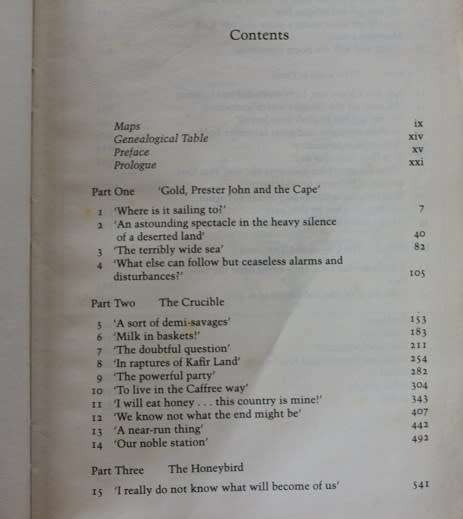 Contents
Maps ix
Genealogical Table xiv
Preface xv
Prologue xxi
Part One 'Gold, Prester John and the Cape'
1 'Where is it sailing to?' 7
2 'An astounding spectacle in the heavy silence
of a deserted land' 40
3 'The terribly wide sea' 82
4 'What else can follow but ceaseless alarms and
disturbances?' 105
Part Two The Crucible
5 'A sort of demi-savages' 153
6 'Milk in baskets!' 183
7 'The doubtful question' 211
8 'In raptures of Kafir Land' 254
9 'The powerful party' 282
10 'To live in the Caffree way' 304
11 'I will eat honey . . . this country is mine!' 343
12 'We know not what the end might be' 407
13 'A near-run thing' 442
14 'Our noble station' 492
Part Three The Honeybird
15 'I really do not know what will become of us' 541